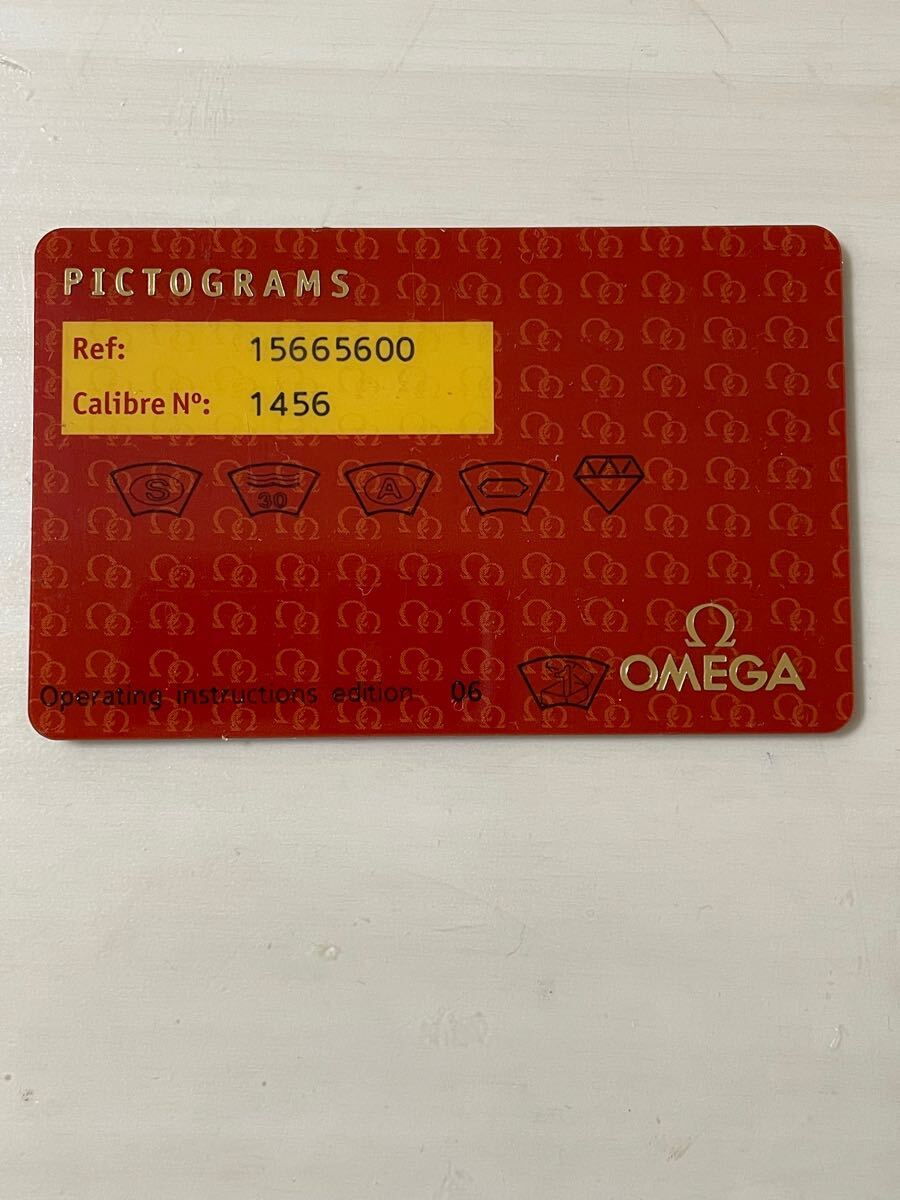 PICTOGRAMS
Ref: 15665600
Calibre Nº: 1456
S 30 A
Operating instructions edition 06
Ω
OMEGA